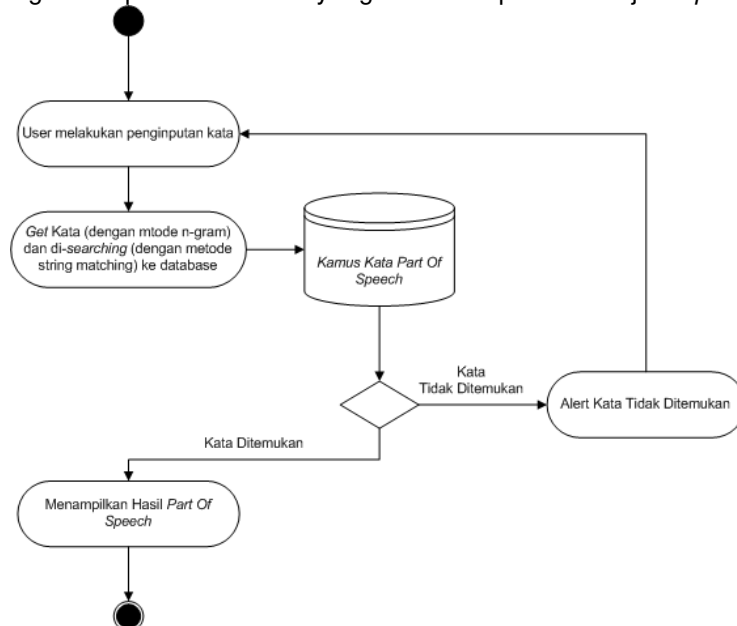 User melakukan penginputan kata
Get Kata (dengan mtode n-gram)
dan di-searching (dengan metode
string matching) ke database
Kamus Kata Part Of
Speech
Kata
Tidak Ditemukan
Alert Kata Tidak Ditemukan
Kata Ditemukan
Menampilkan Hasil Part Of
Speech